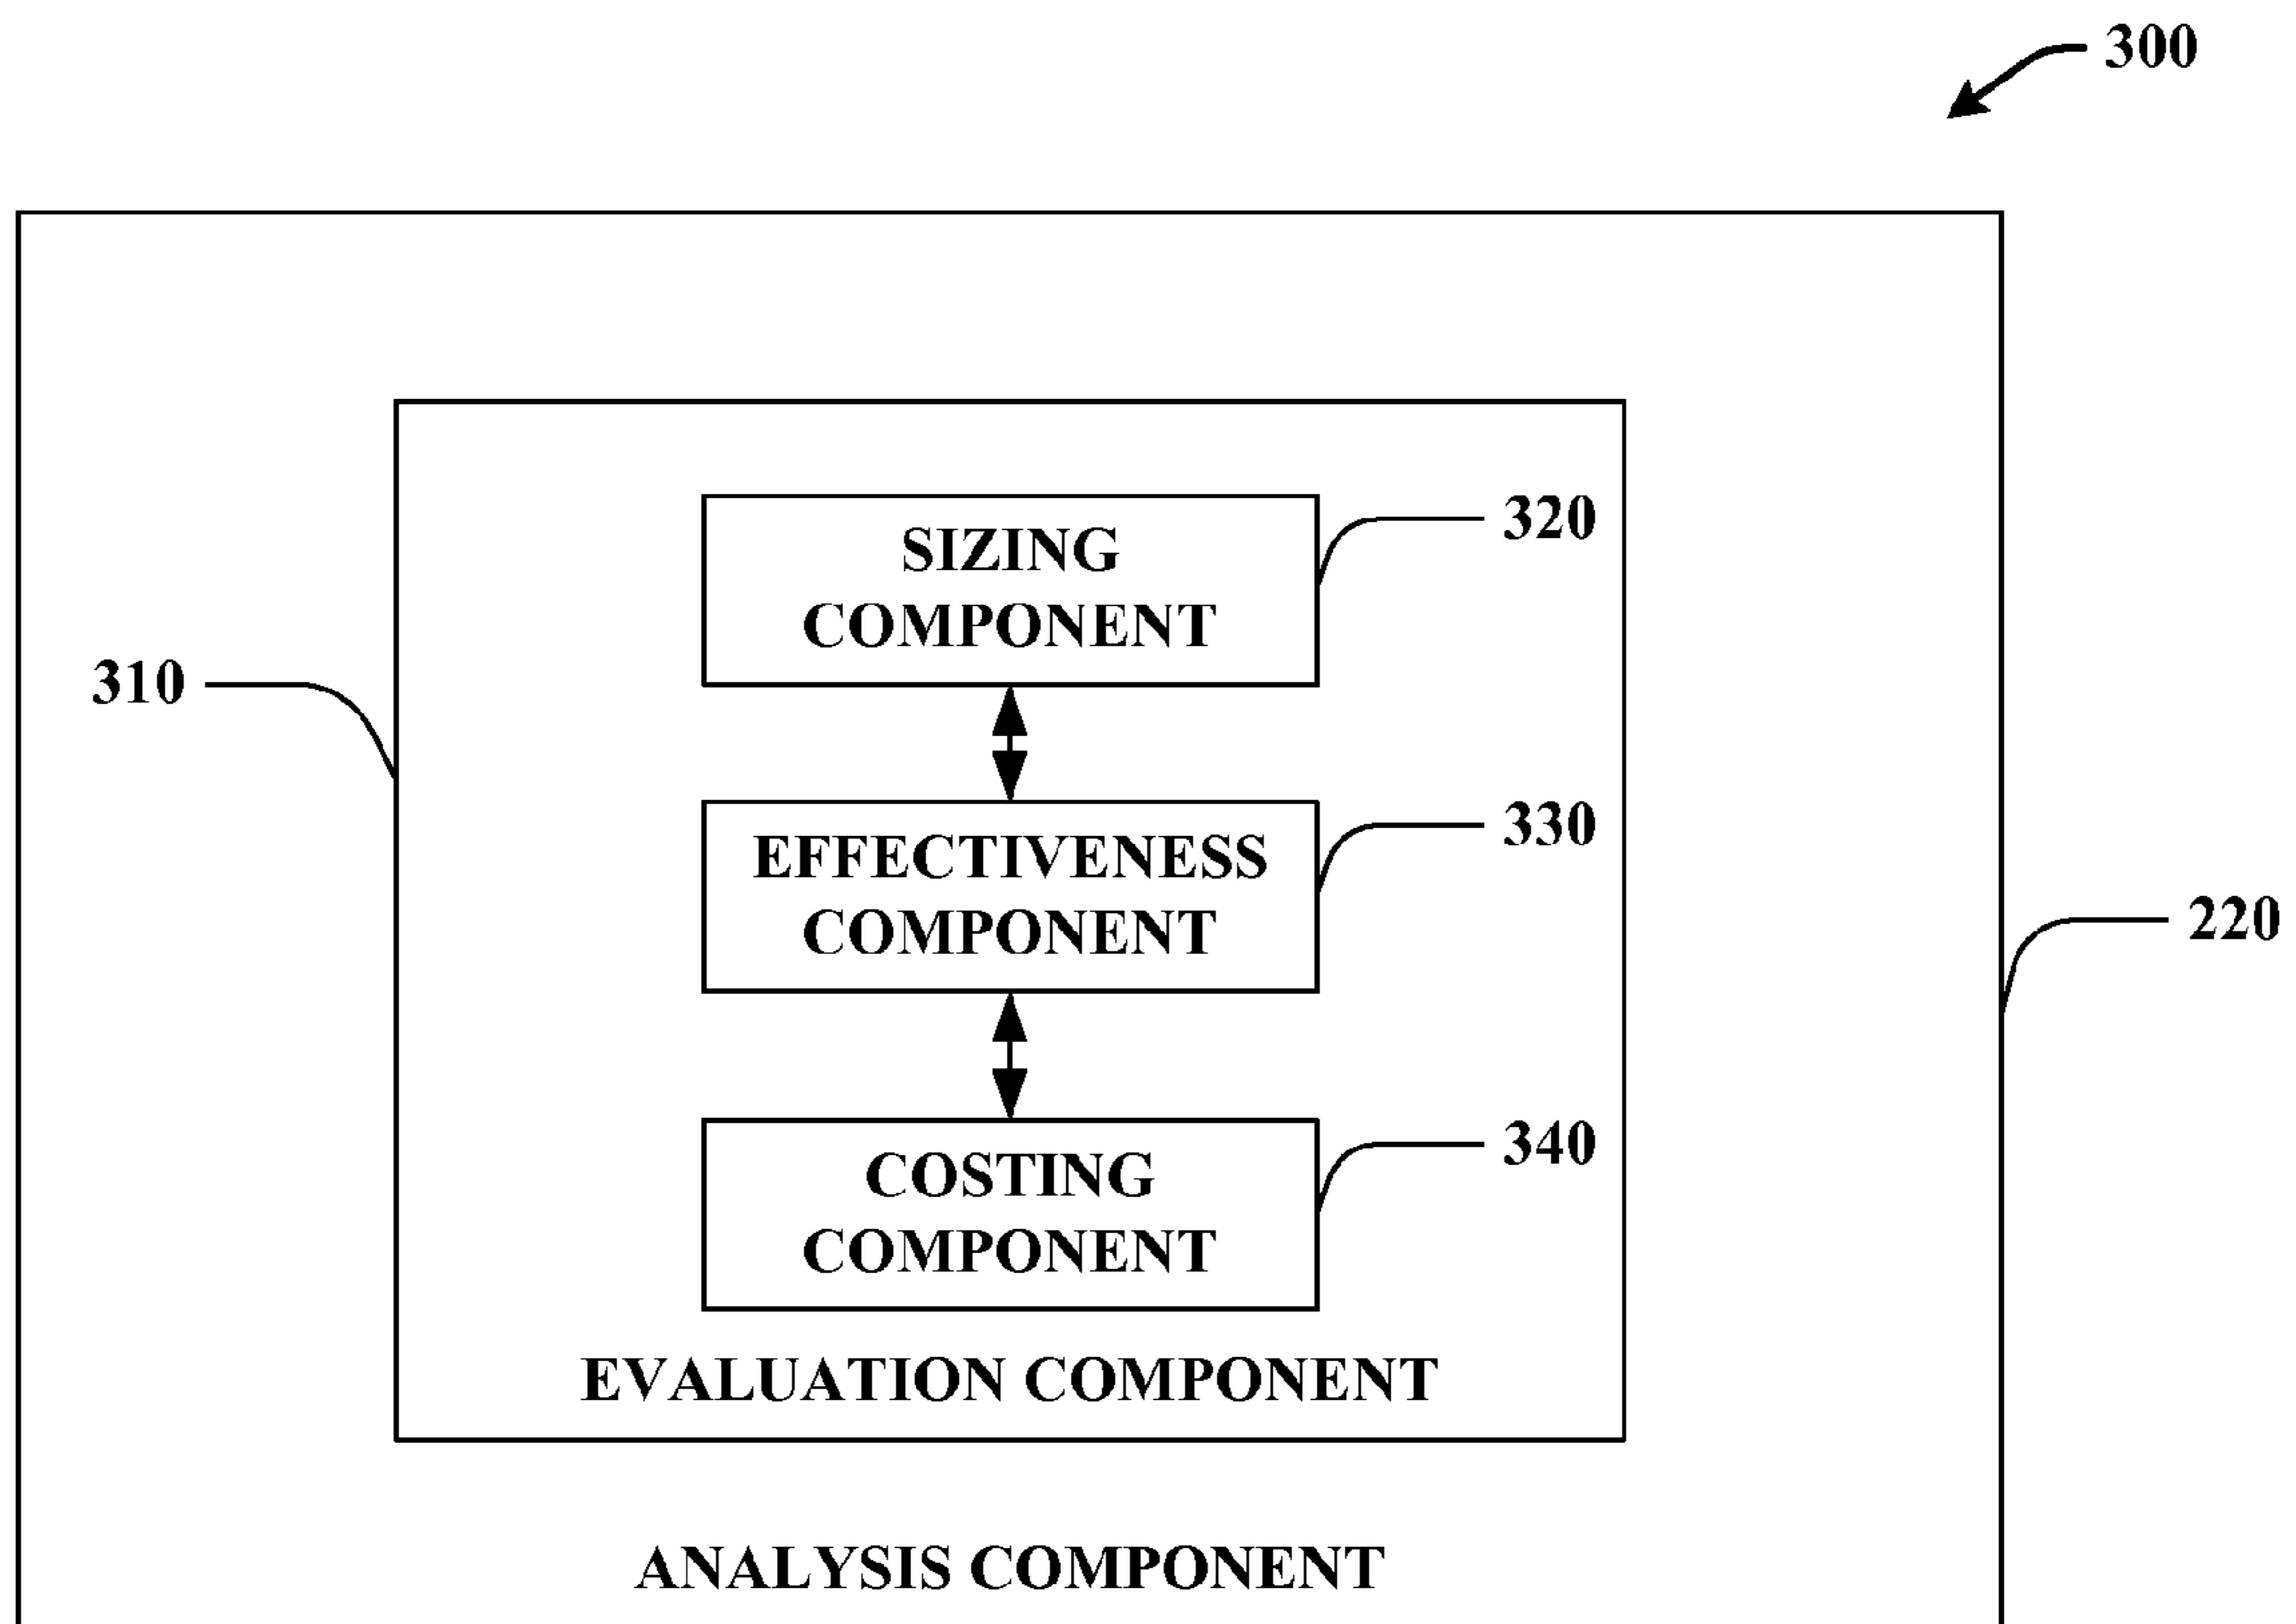 300
SIZING
COMPONENT
320
310
EFFECTIVENESS
COMPONENT
330
220
COSTING
COMPONENT
340
EVALUATION COMPONENT
ANALYSIS COMPONENT